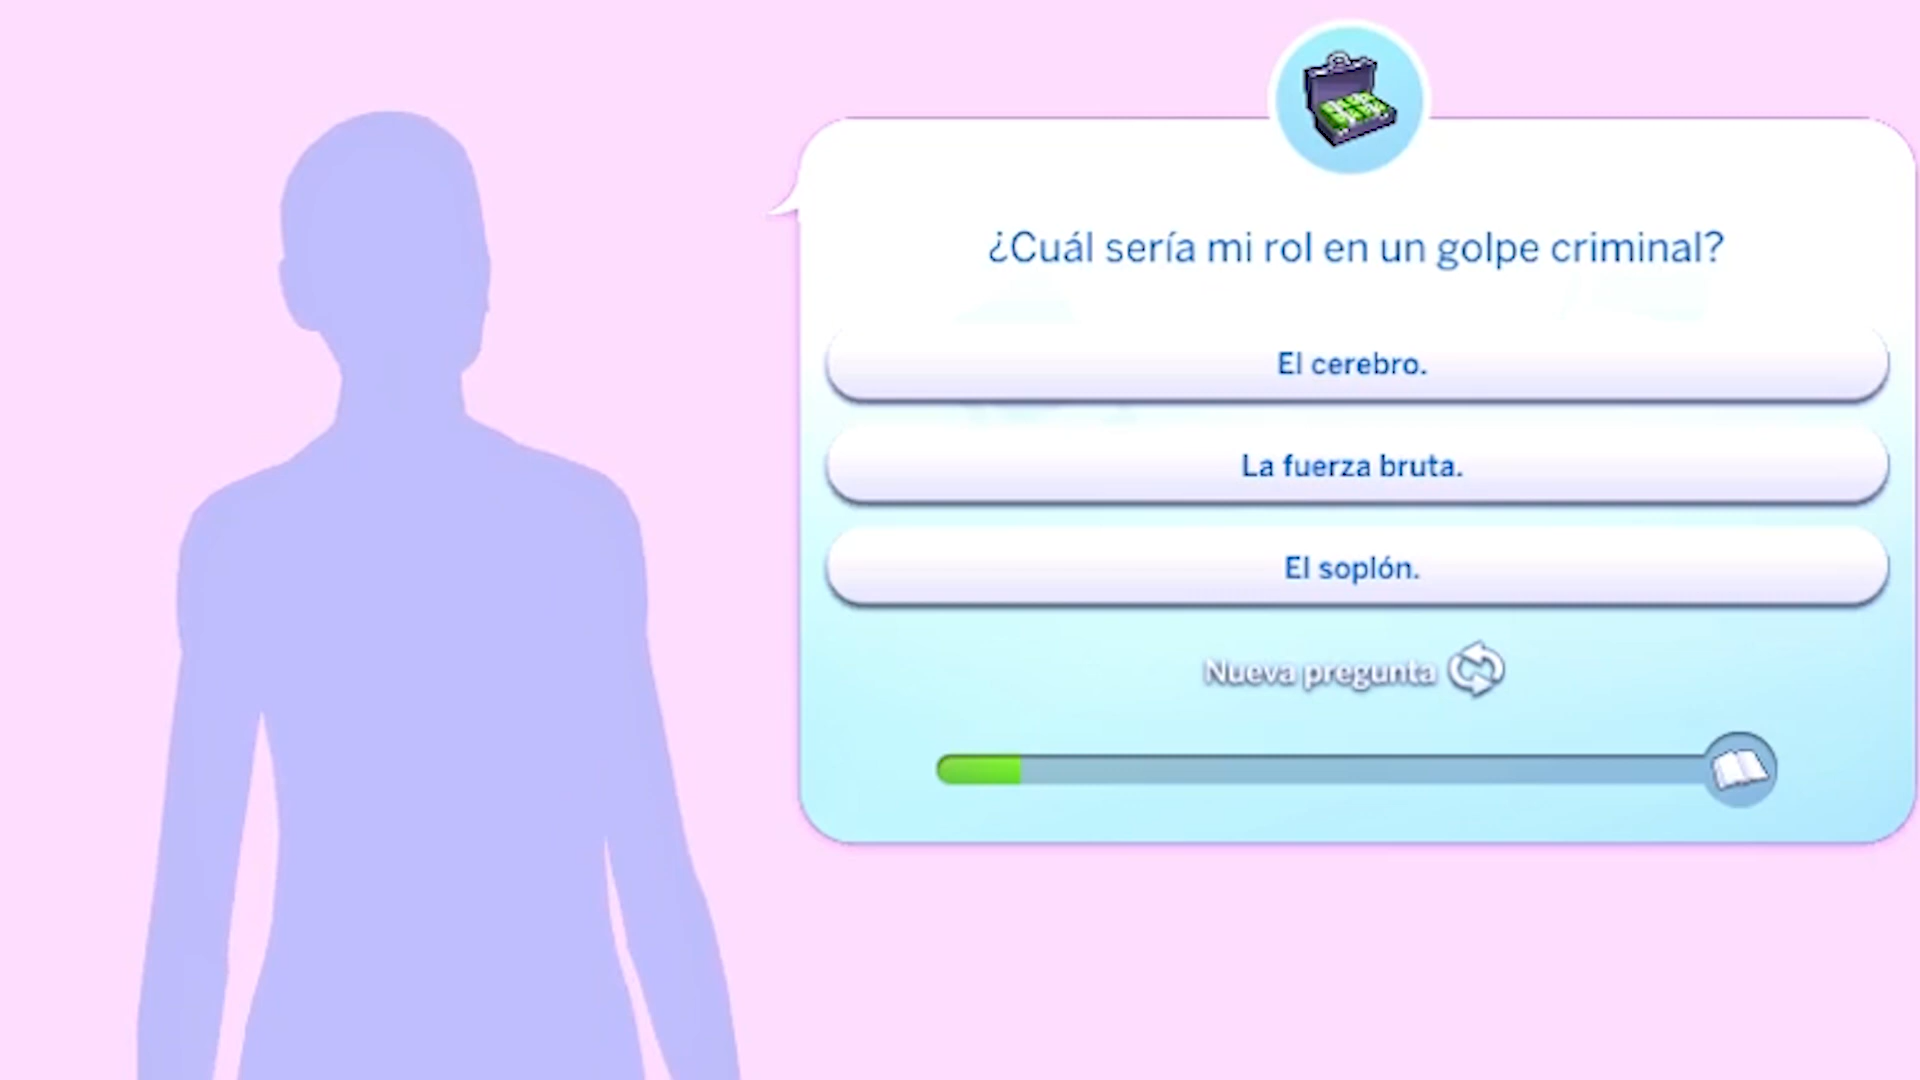 ¿Cuál sería mi rol en un golpe criminal?
El cerebro.
La fuerza bruta.
El soplón.
Nueva pregunta